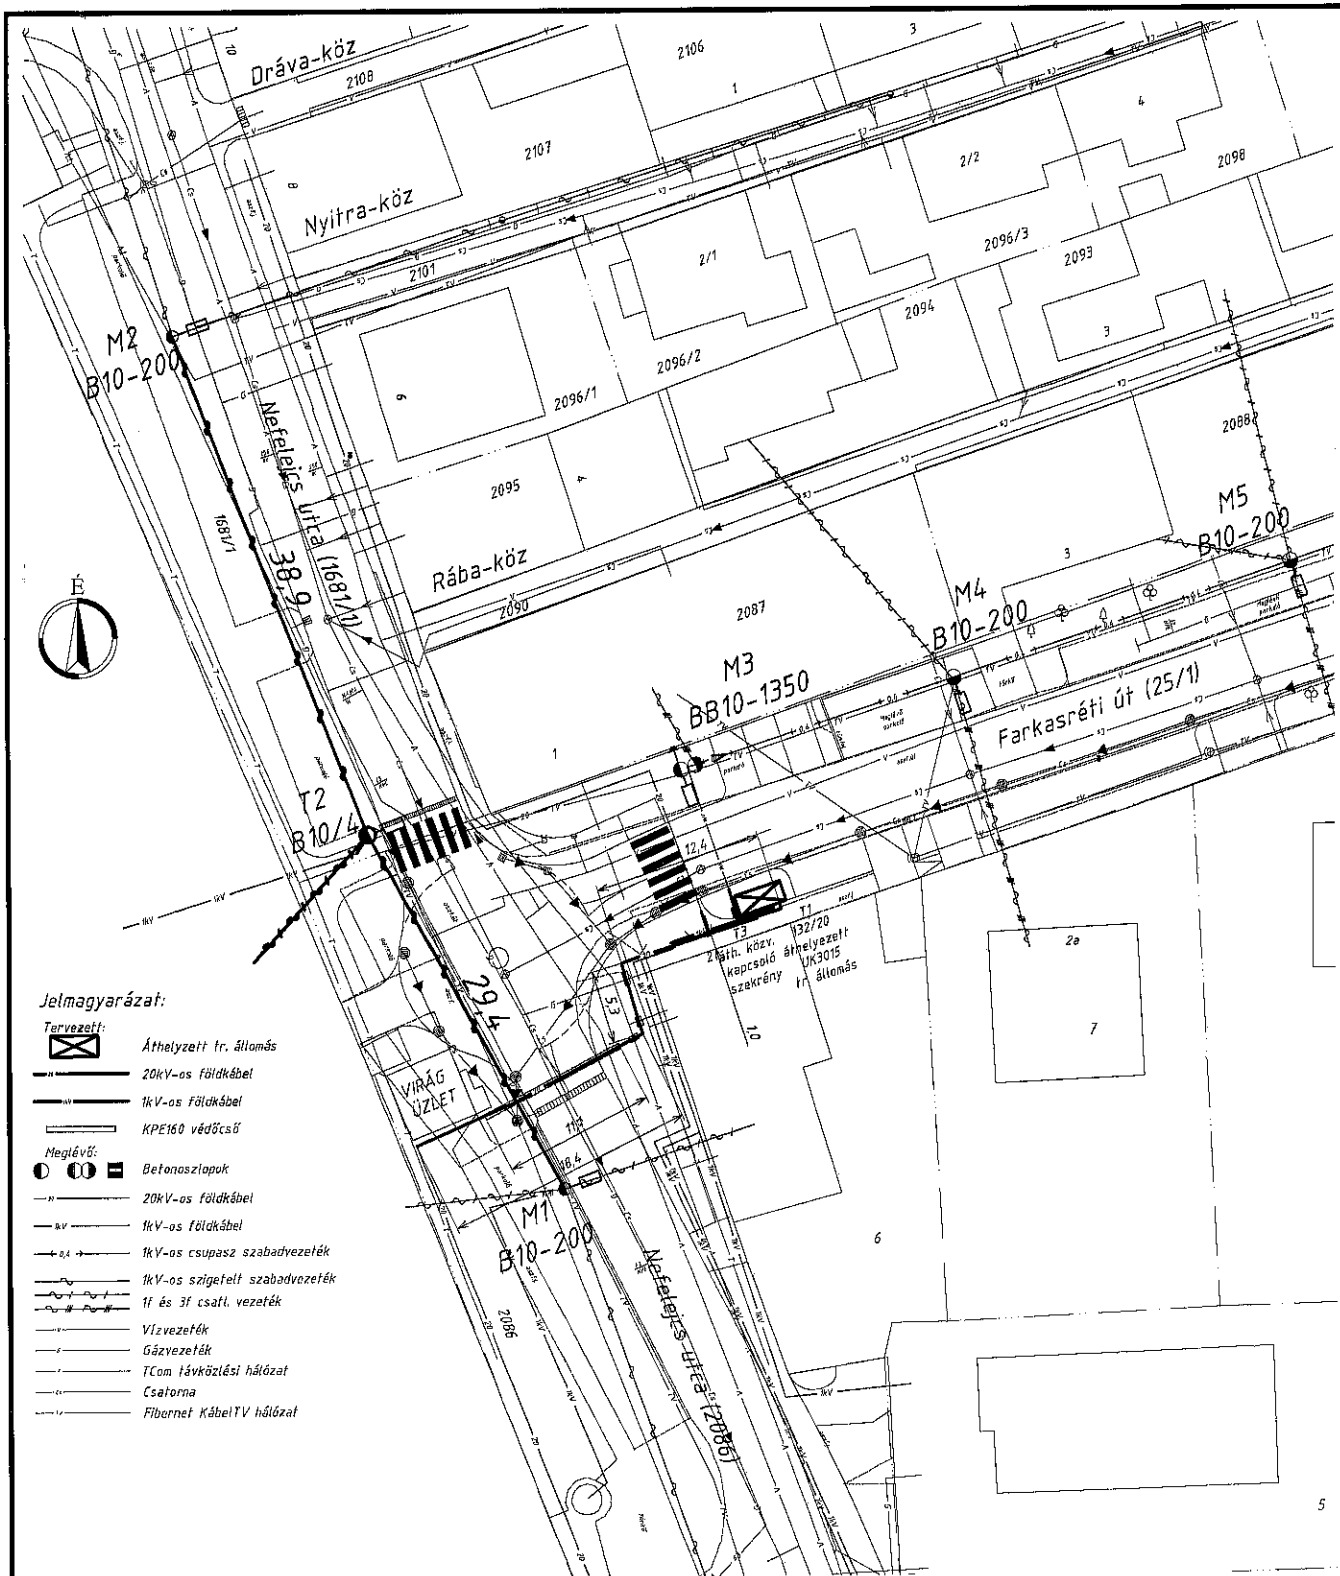 Dráva-köz
10
2108
2106
3
1
4
2107
2/2
2098
8
Nyitra-köz
20
2101
2/1
2096/3
2093
2094
3
M2
B10-200
2096/2
2096/1
6
Nefelejcs utca (1681/1)
2095
4
2088
M5
B10-200
1681/1
38,9
É
Rába-köz
2090
2087
3
M4
B10-200
M3
BB10-1350
Farkasréti út (25/1)
1
T2
B10/4
12,4
1kV
T3
T1
2 áth. közv.
kapcsoló
szekrény
132/20
áthelyezett
UK3015
tr. állomás
2a
7
29,4
5,3
1,0
VIRÁG
ÜZLET
18,4
M1
B10-200
Nefelejcs utca (2086)
2086
6
5
Jelmagyarázat:
Tervezett:
Áthelyzett tr. állomás
20kV-os földkábel
1kV-os földkábel
KPE160 védőcső
Meglévő:
Betonoszlopok
20kV-os földkábel
1kV-os földkábel
0,4
1kV-os csupasz szabadvezeték
1kV-os szigetelt szabadvezeték
1f és 3f csatl. vezeték
Vízvezeték
Gázvezeték
TCom távközlési hálózat
Csatorna
Fibernet KábelTV hálózat